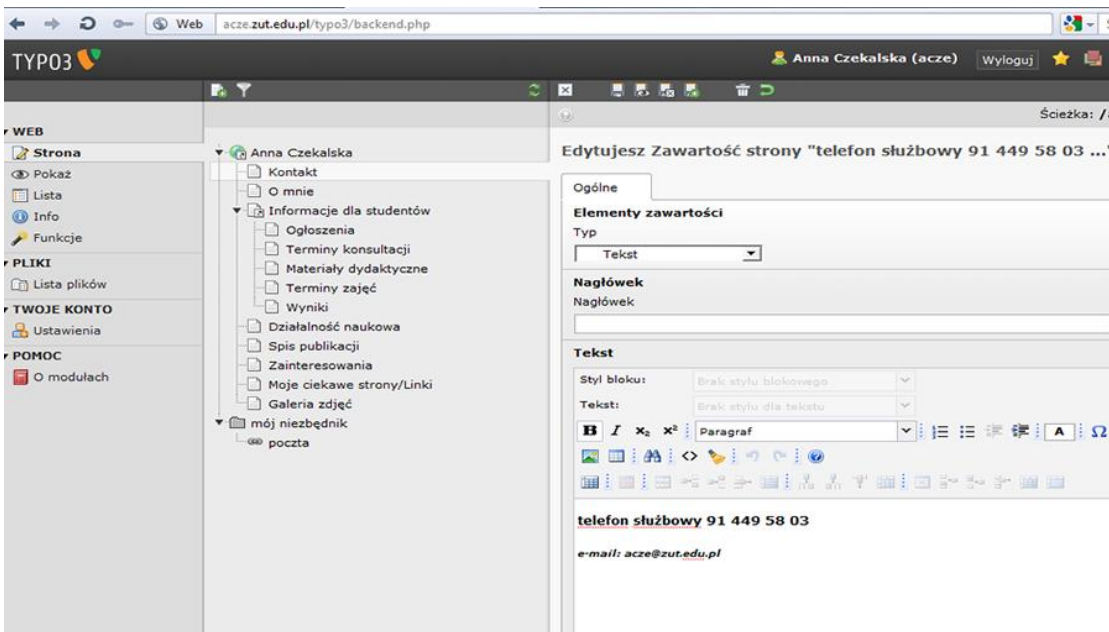 Web acze.zut.edu.pl/typo3/backend.php
TYPO3
Anna Czekalska (acze) Wyloguj
Ścieżka: /
WEB
Strona
Pokaż
Lista
Info
Funkcje
PLIKI
Lista plików
TWOJE KONTO
Ustawienia
POMOC
O modułach
Anna Czekalska
Kontakt
O mnie
Informacje dla studentów
Ogłoszenia
Terminy konsultacji
Materiały dydaktyczne
Terminy zajęć
Wyniki
Działalność naukowa
Spis publikacji
Zainteresowania
Moje ciekawe strony/Linki
Galeria zdjęć
mój niezbędnik
poczta
Edytujesz Zawartość strony "telefon służbowy 91 449 58 03 ..."
Ogólne
Elementy zawartości
Typ
Tekst
Nagłówek
Nagłówek
Tekst
Styl bloku: Brak stylu blokowego
Tekst: Brak stylu dla tekstu
B I x₂ x² Paragraf A Ω
telefon służbowy 91 449 58 03
e-mail: acze@zut.edu.pl